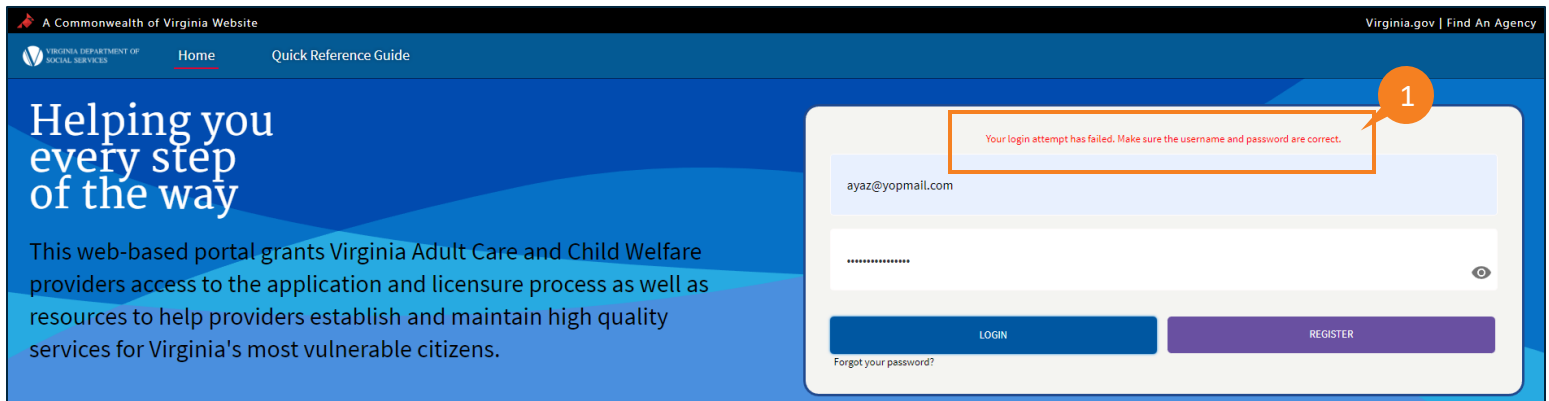 A Commonwealth of Virginia Website
Virginia.gov | Find An Agency
VIRGINIA DEPARTMENT OF
SOCIAL SERVICES
Home
Quick Reference Guide
Helping you
every step
of the way
This web-based portal grants Virginia Adult Care and Child Welfare
providers access to the application and licensure process as well as
resources to help providers establish and maintain high quality
services for Virginia's most vulnerable citizens.
1
Your login attempt has failed. Make sure the username and password are correct.
ayaz@yopmail.com
••••••••••••••••
LOGIN
REGISTER
Forgot your password?